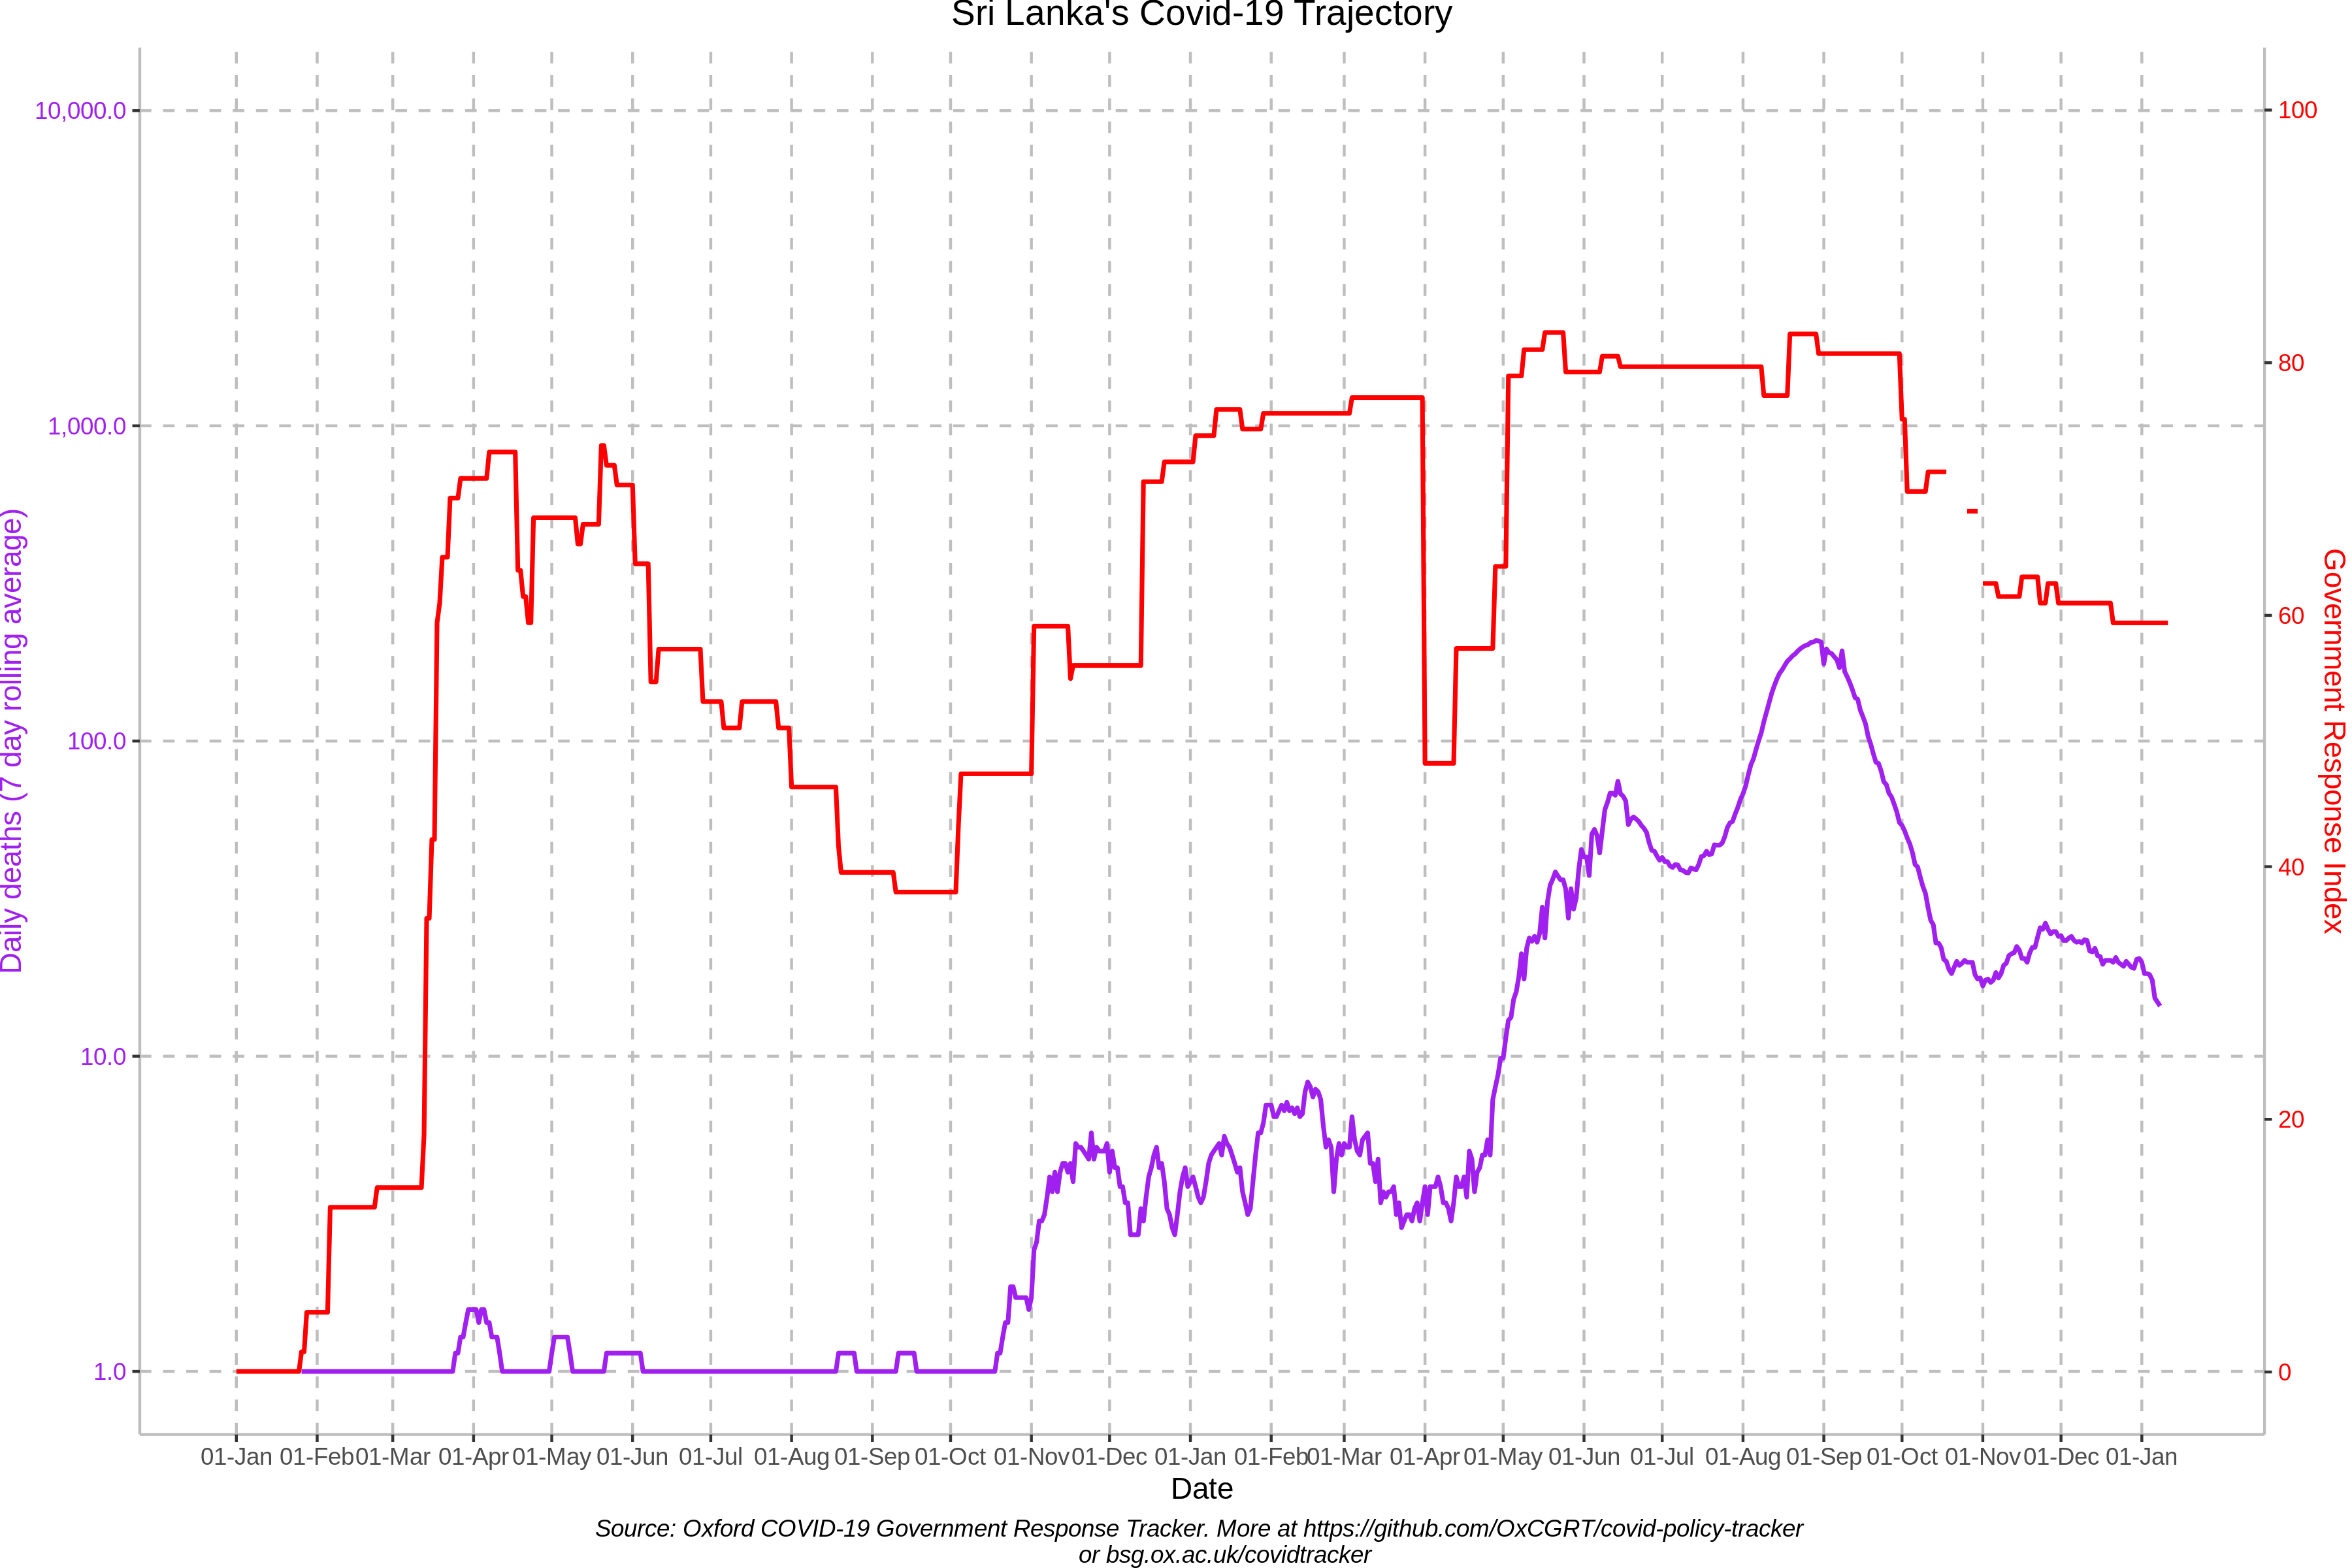 Sri Lanka's Covid-19 Trajectory
10,000.0
1,000.0
100.0
10.0
1.0
Daily deaths (7 day rolling average)
100
80
60
40
20
0
Government Response Index
01-Jan 01-Feb 01-Mar 01-Apr 01-May 01-Jun 01-Jul 01-Aug 01-Sep 01-Oct 01-Nov 01-Dec 01-Jan 01-Feb 01-Mar 01-Apr 01-May 01-Jun 01-Jul 01-Aug 01-Sep 01-Oct 01-Nov 01-Dec 01-Jan
Date
Source: Oxford COVID-19 Government Response Tracker. More at https://github.com/OxCGRT/covid-policy-tracker
or bsg.ox.ac.uk/covidtracker